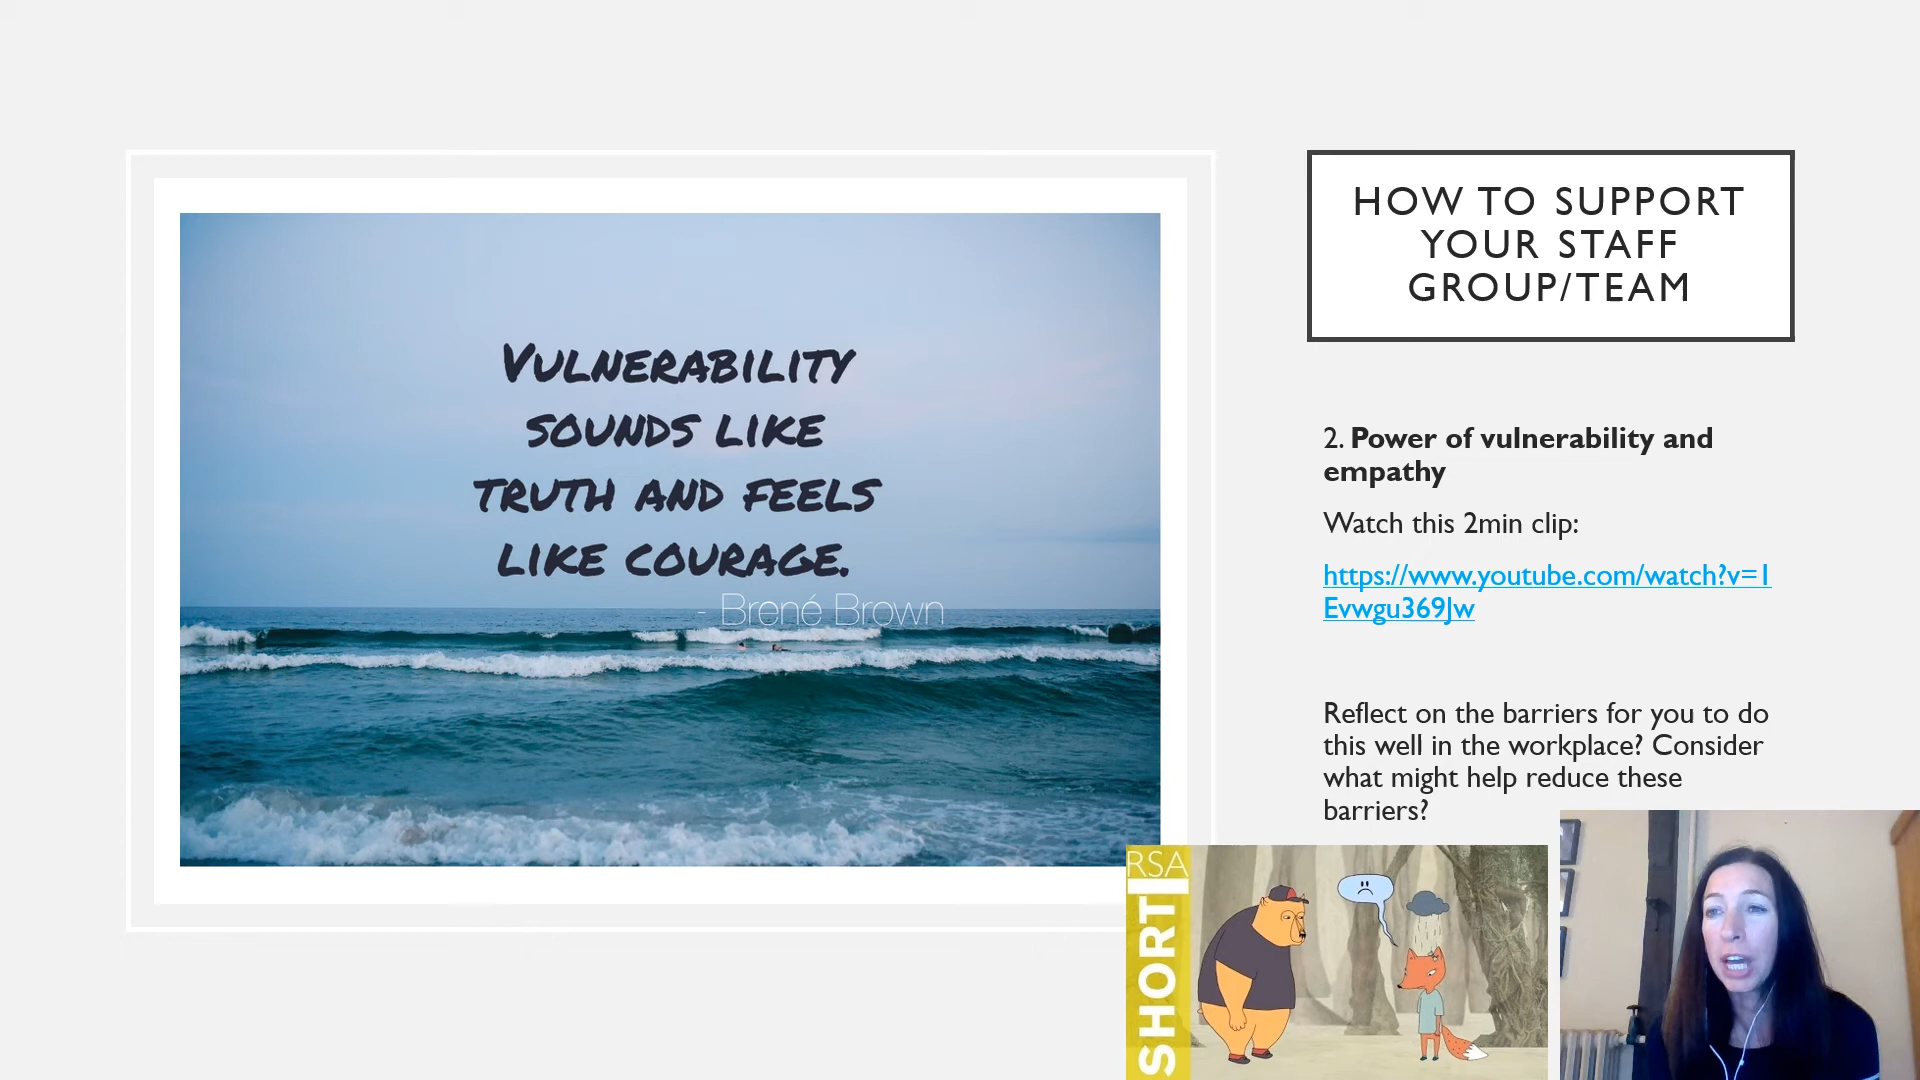 VULNERABILITY
SOUNDS LIKE
TRUTH AND FEELS
LIKE COURAGE.
- Brené Brown
HOW TO SUPPORT
YOUR STAFF
GROUP/TEAM
2. Power of vulnerability and
empathy
Watch this 2min clip:
https://www.youtube.com/watch?v=1
Evwgu369Jw
Reflect on the barriers for you to do
this well in the workplace? Consider
what might help reduce these
barriers?
RSA
SHORT